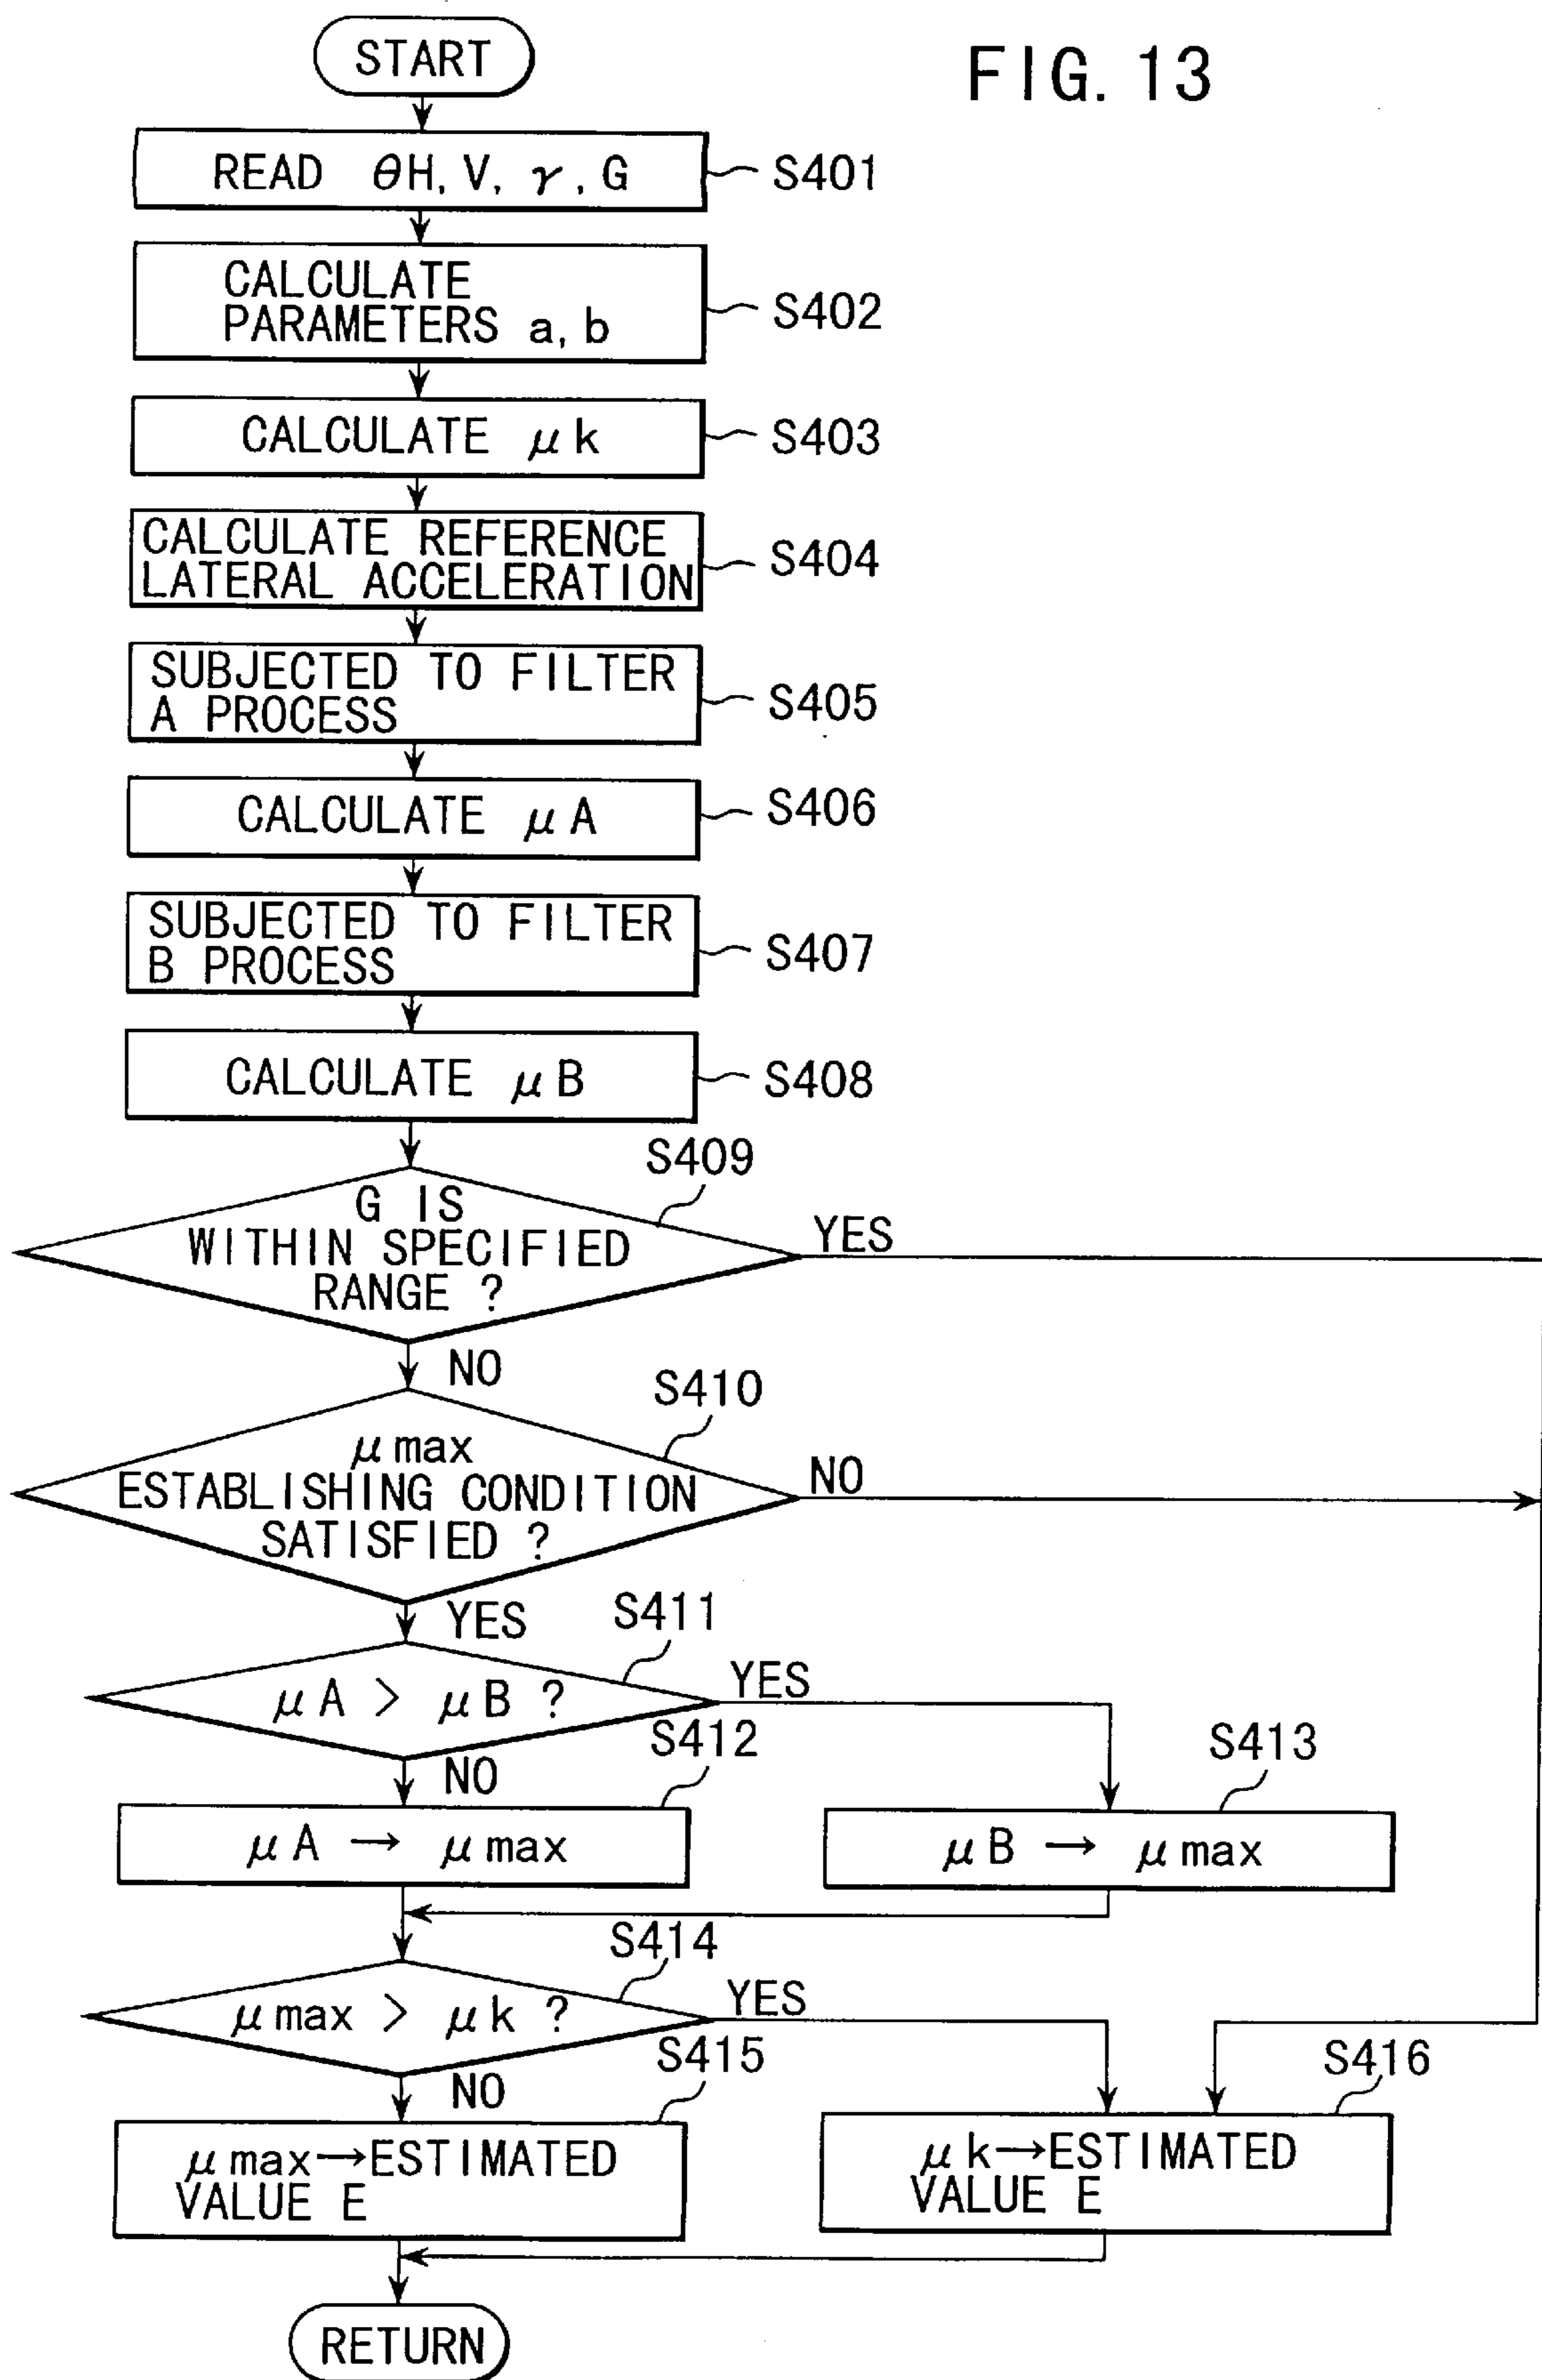 START
FIG. 13
READ θH, V, γ, G
S401
CALCULATE
PARAMETERS a, b
S402
CALCULATE μk
S403
CALCULATE REFERENCE
LATERAL ACCELERATION
S404
SUBJECTED TO FILTER
A PROCESS
S405
CALCULATE μA
S406
SUBJECTED TO FILTER
B PROCESS
S407
CALCULATE μB
S408
S409
G IS
WITHIN SPECIFIED
RANGE ?
YES
NO
S410
μmax
ESTABLISHING CONDITION
SATISFIED ?
NO
YES
S411
μA > μB ?
YES
NO
S412
S413
μA → μmax
μB → μmax
S414
μmax > μk ?
YES
NO
S415
S416
μmax→ESTIMATED
VALUE E
μk→ESTIMATED
VALUE E
RETURN